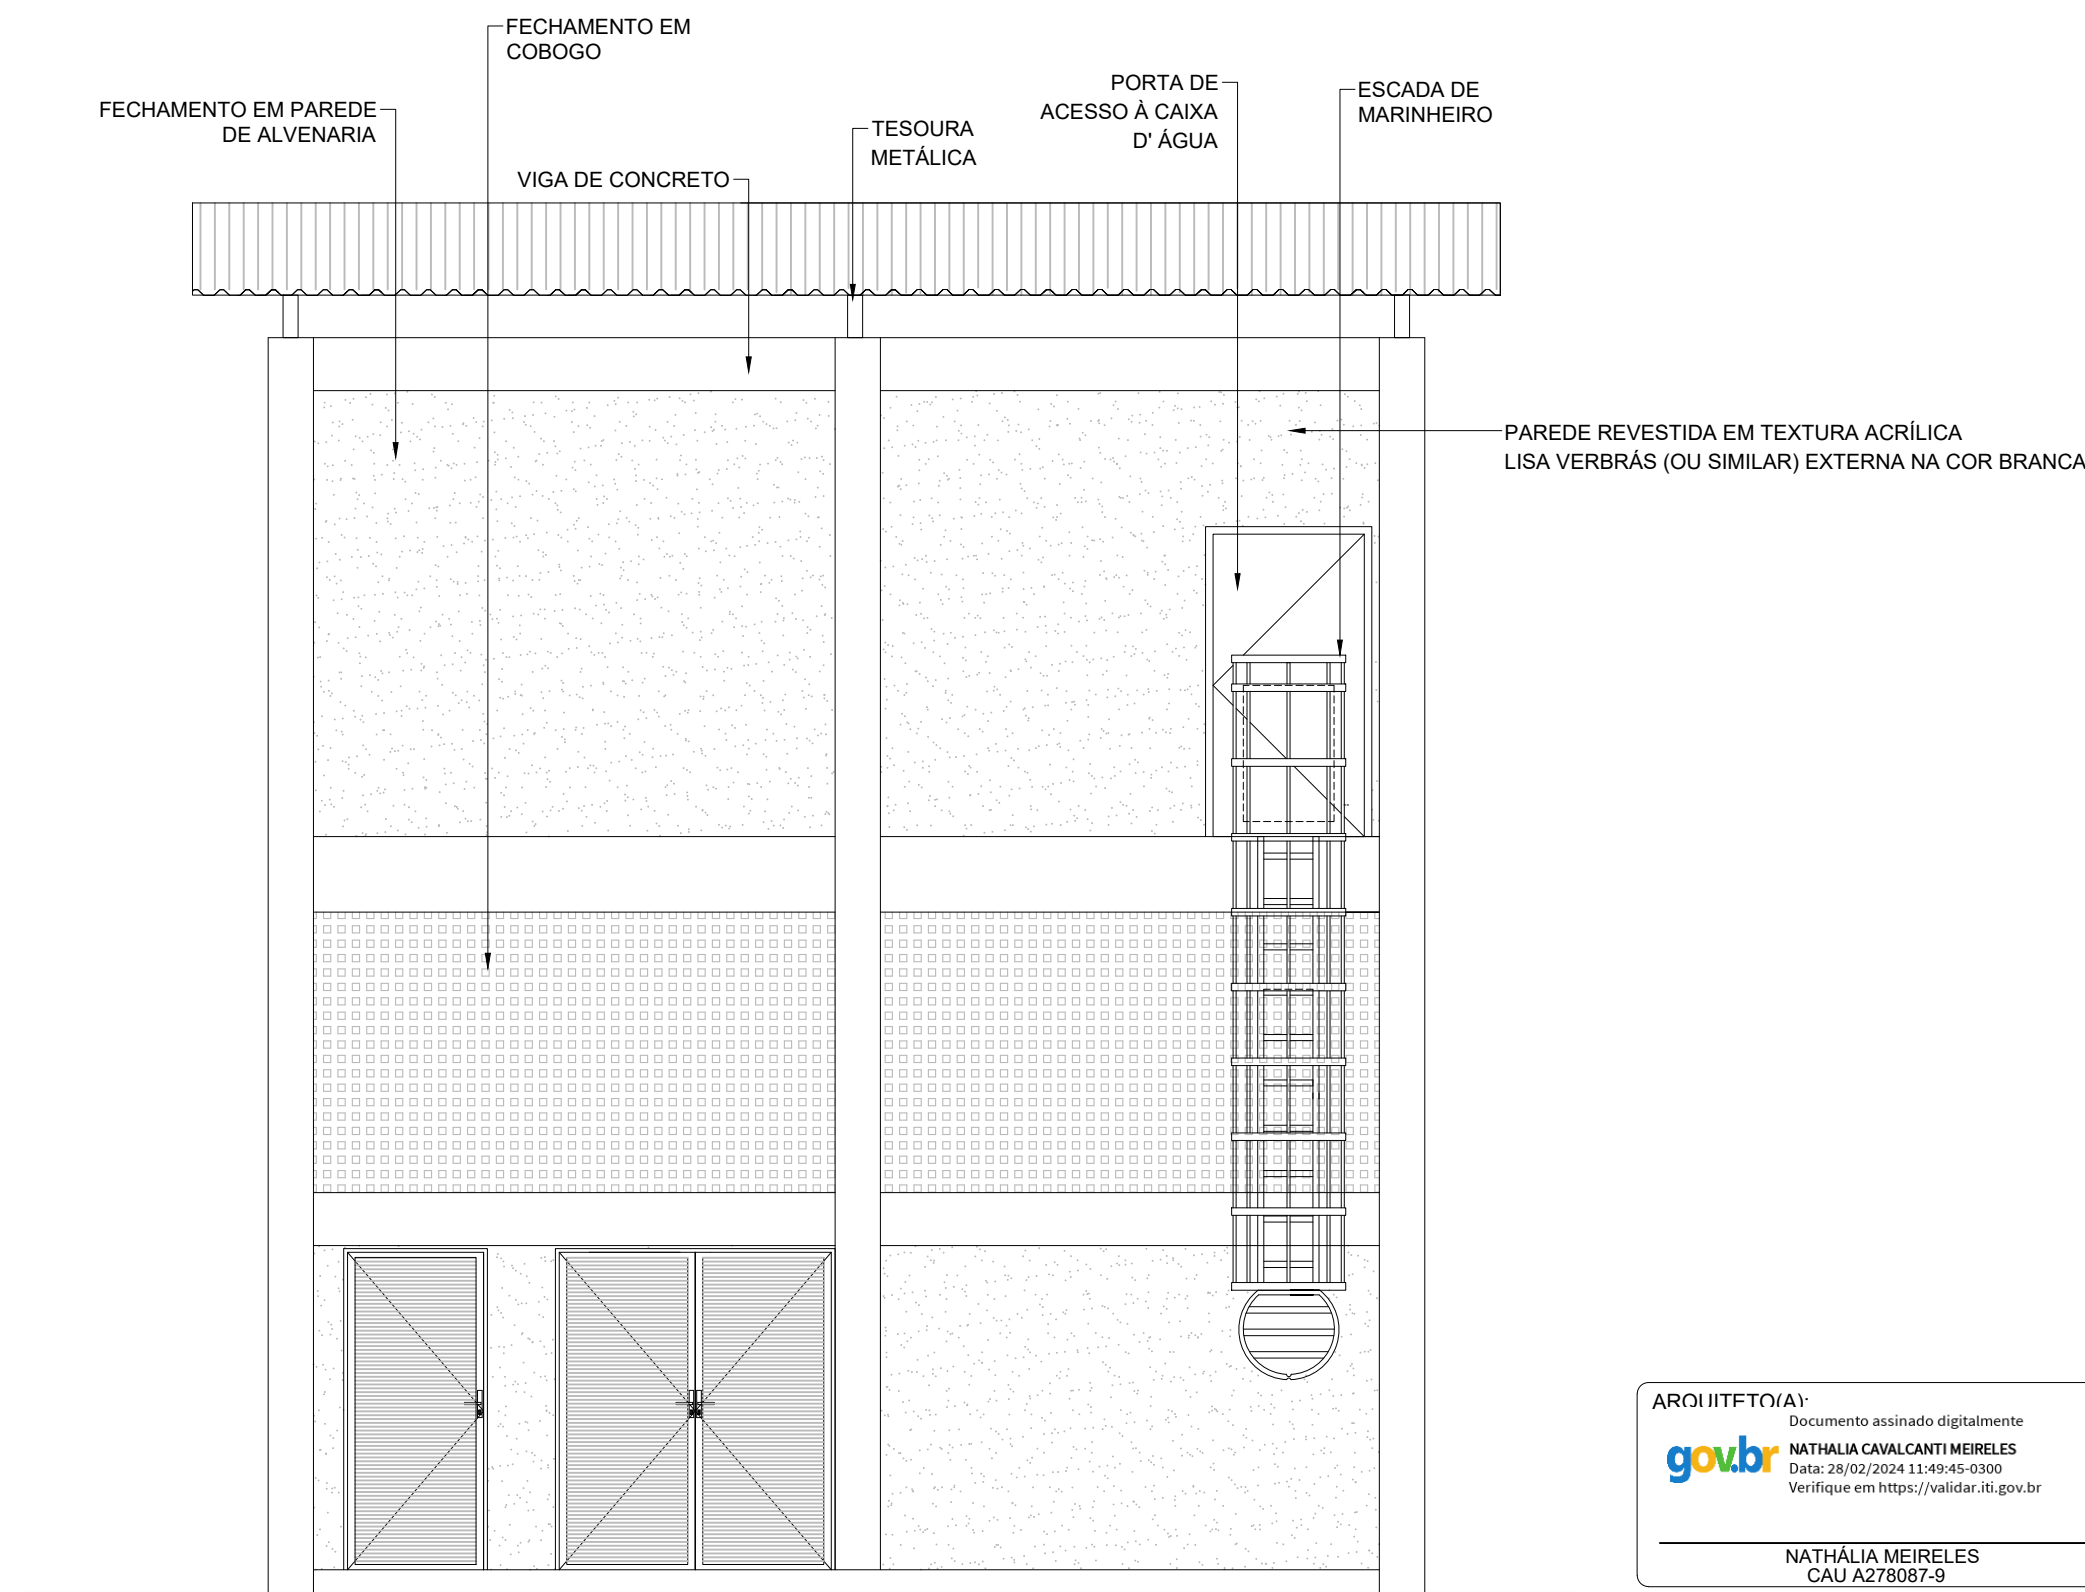 FECHAMENTO EM
COBOGO
FECHAMENTO EM PAREDE
DE ALVENARIA
VIGA DE CONCRETO
TESOURA
METÁLICA
PORTA DE
ACESSO À CAIXA
D' ÁGUA
ESCADA DE
MARINHEIRO
PAREDE REVESTIDA EM TEXTURA ACRÍLICA
LISA VERBRÁS (OU SIMILAR) EXTERNA NA COR BRANCA
ARQUITETO(A):
Documento assinado digitalmente
gov.br
NATHALIA CAVALCANTI MEIRELES
Data: 28/02/2024 11:49:45-0300
Verifique em https://validar.iti.gov.br
NATHÁLIA MEIRELES
CAU A278087-9